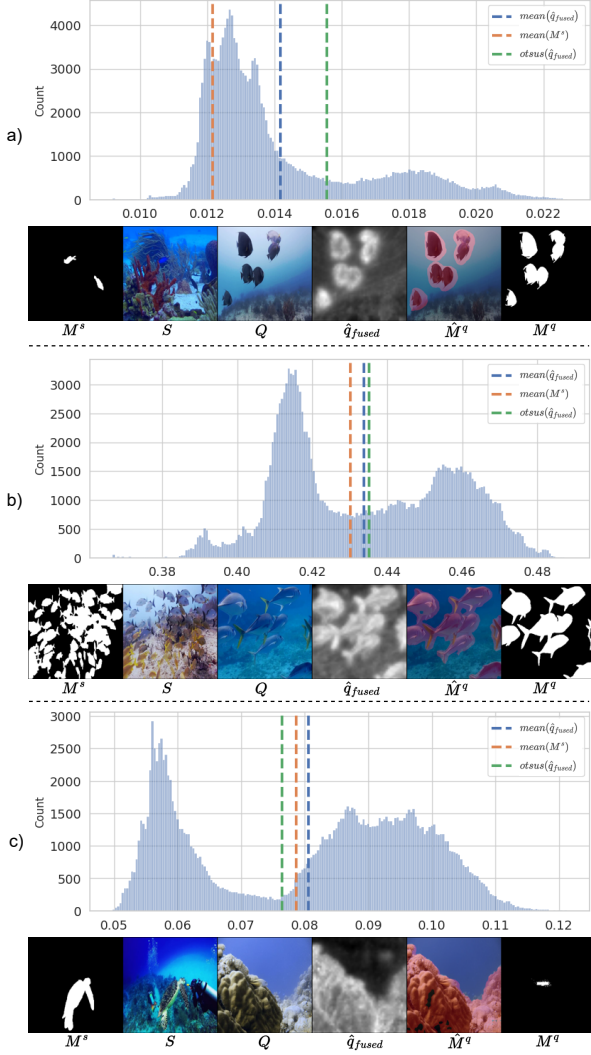 a)
Count
4000
3000
2000
1000
0
0.010 0.012 0.014 0.016 0.018 0.020 0.022
mean(q̂_fused)
mean(M^s)
otsus(q̂_fused)
M^s S Q q̂_fused M̂^q M^q
b)
Count
3000
2500
2000
1500
1000
500
0
0.38 0.40 0.42 0.44 0.46 0.48
mean(q̂_fused)
mean(M^s)
otsus(q̂_fused)
M^s S Q q̂_fused M̂^q M^q
c)
Count
3000
2500
2000
1500
1000
500
0
0.05 0.06 0.07 0.08 0.09 0.10 0.11 0.12
mean(q̂_fused)
mean(M^s)
otsus(q̂_fused)
M^s S Q q̂_fused M̂^q M^q